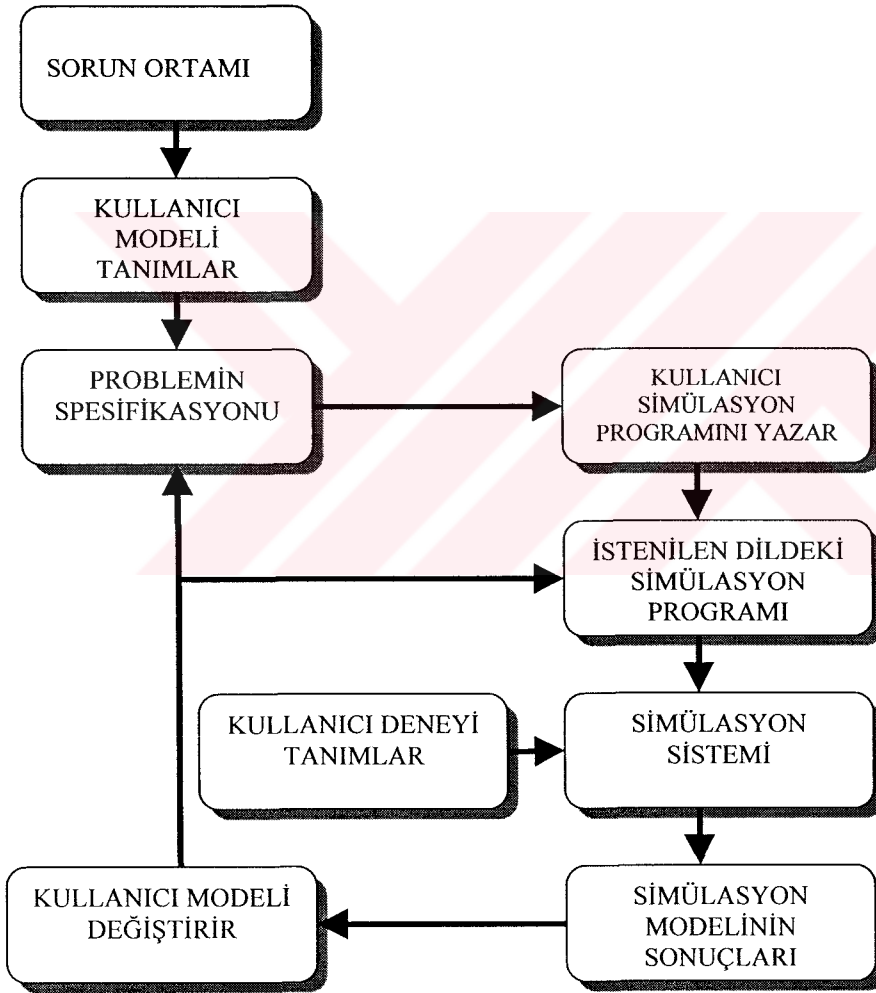 SORUN ORTAMI
KULLANICI
MODELİ
TANIMLAR
PROBLEMİN
SPESİFİKASYONU
KULLANICI
SİMÜLASYON
PROGRAMINI YAZAR
İSTENİLEN DİLDEKİ
SİMÜLASYON
PROGRAMI
KULLANICI DENEYİ
TANIMLAR
SİMÜLASYON
SİSTEMİ
KULLANICI MODELİ
DEĞİŞTİRİR
SİMÜLASYON
MODELİNİN
SONUÇLARI